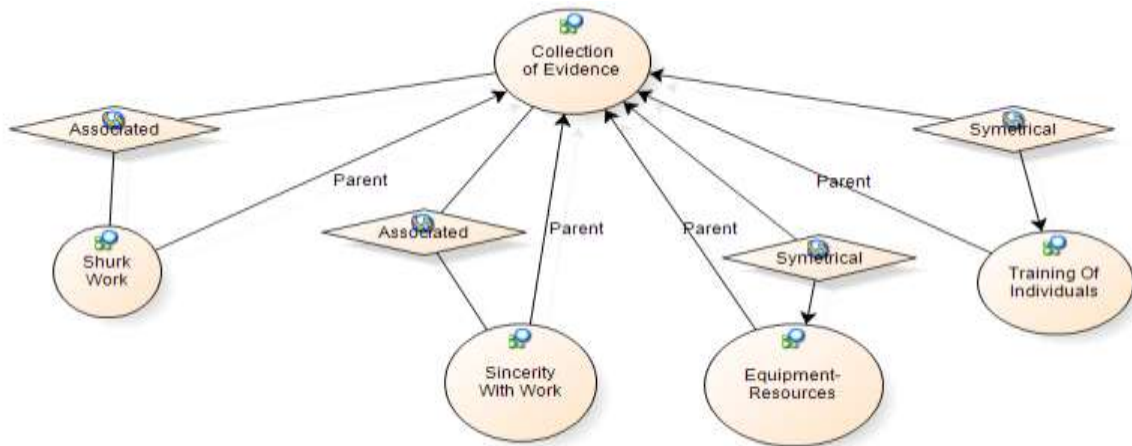 Collection
of Evidence
Associated
Symetrical
Parent
Parent
Parent
Parent
Associated
Symetrical
Shurk
Work
Training Of
Individuals
Sincerity
With Work
Equipment-
Resources